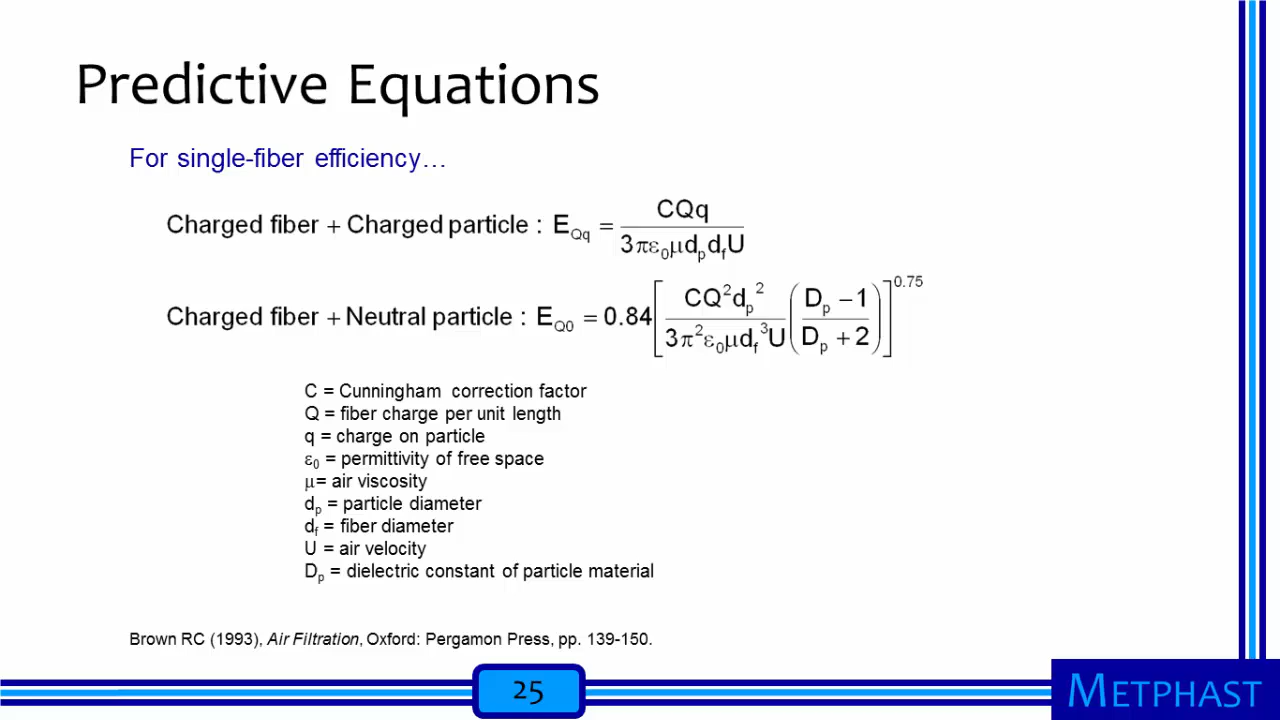 Predictive Equations
For single-fiber efficiency…
Charged fiber + Charged particle : E_Qq = CQq / 3πε₀μd_pd_fU
Charged fiber + Neutral particle : E_Q0 = 0.84[ CQ²d_p² / 3π²ε₀μd_f³U ( D_p − 1 / D_p + 2 ) ]^0.75
C = Cunningham correction factor
Q = fiber charge per unit length
q = charge on particle
ε₀ = permittivity of free space
μ= air viscosity
d_p = particle diameter
d_f = fiber diameter
U = air velocity
D_p = dielectric constant of particle material
Brown RC (1993), Air Filtration, Oxford: Pergamon Press, pp. 139-150.
25
METPHAST